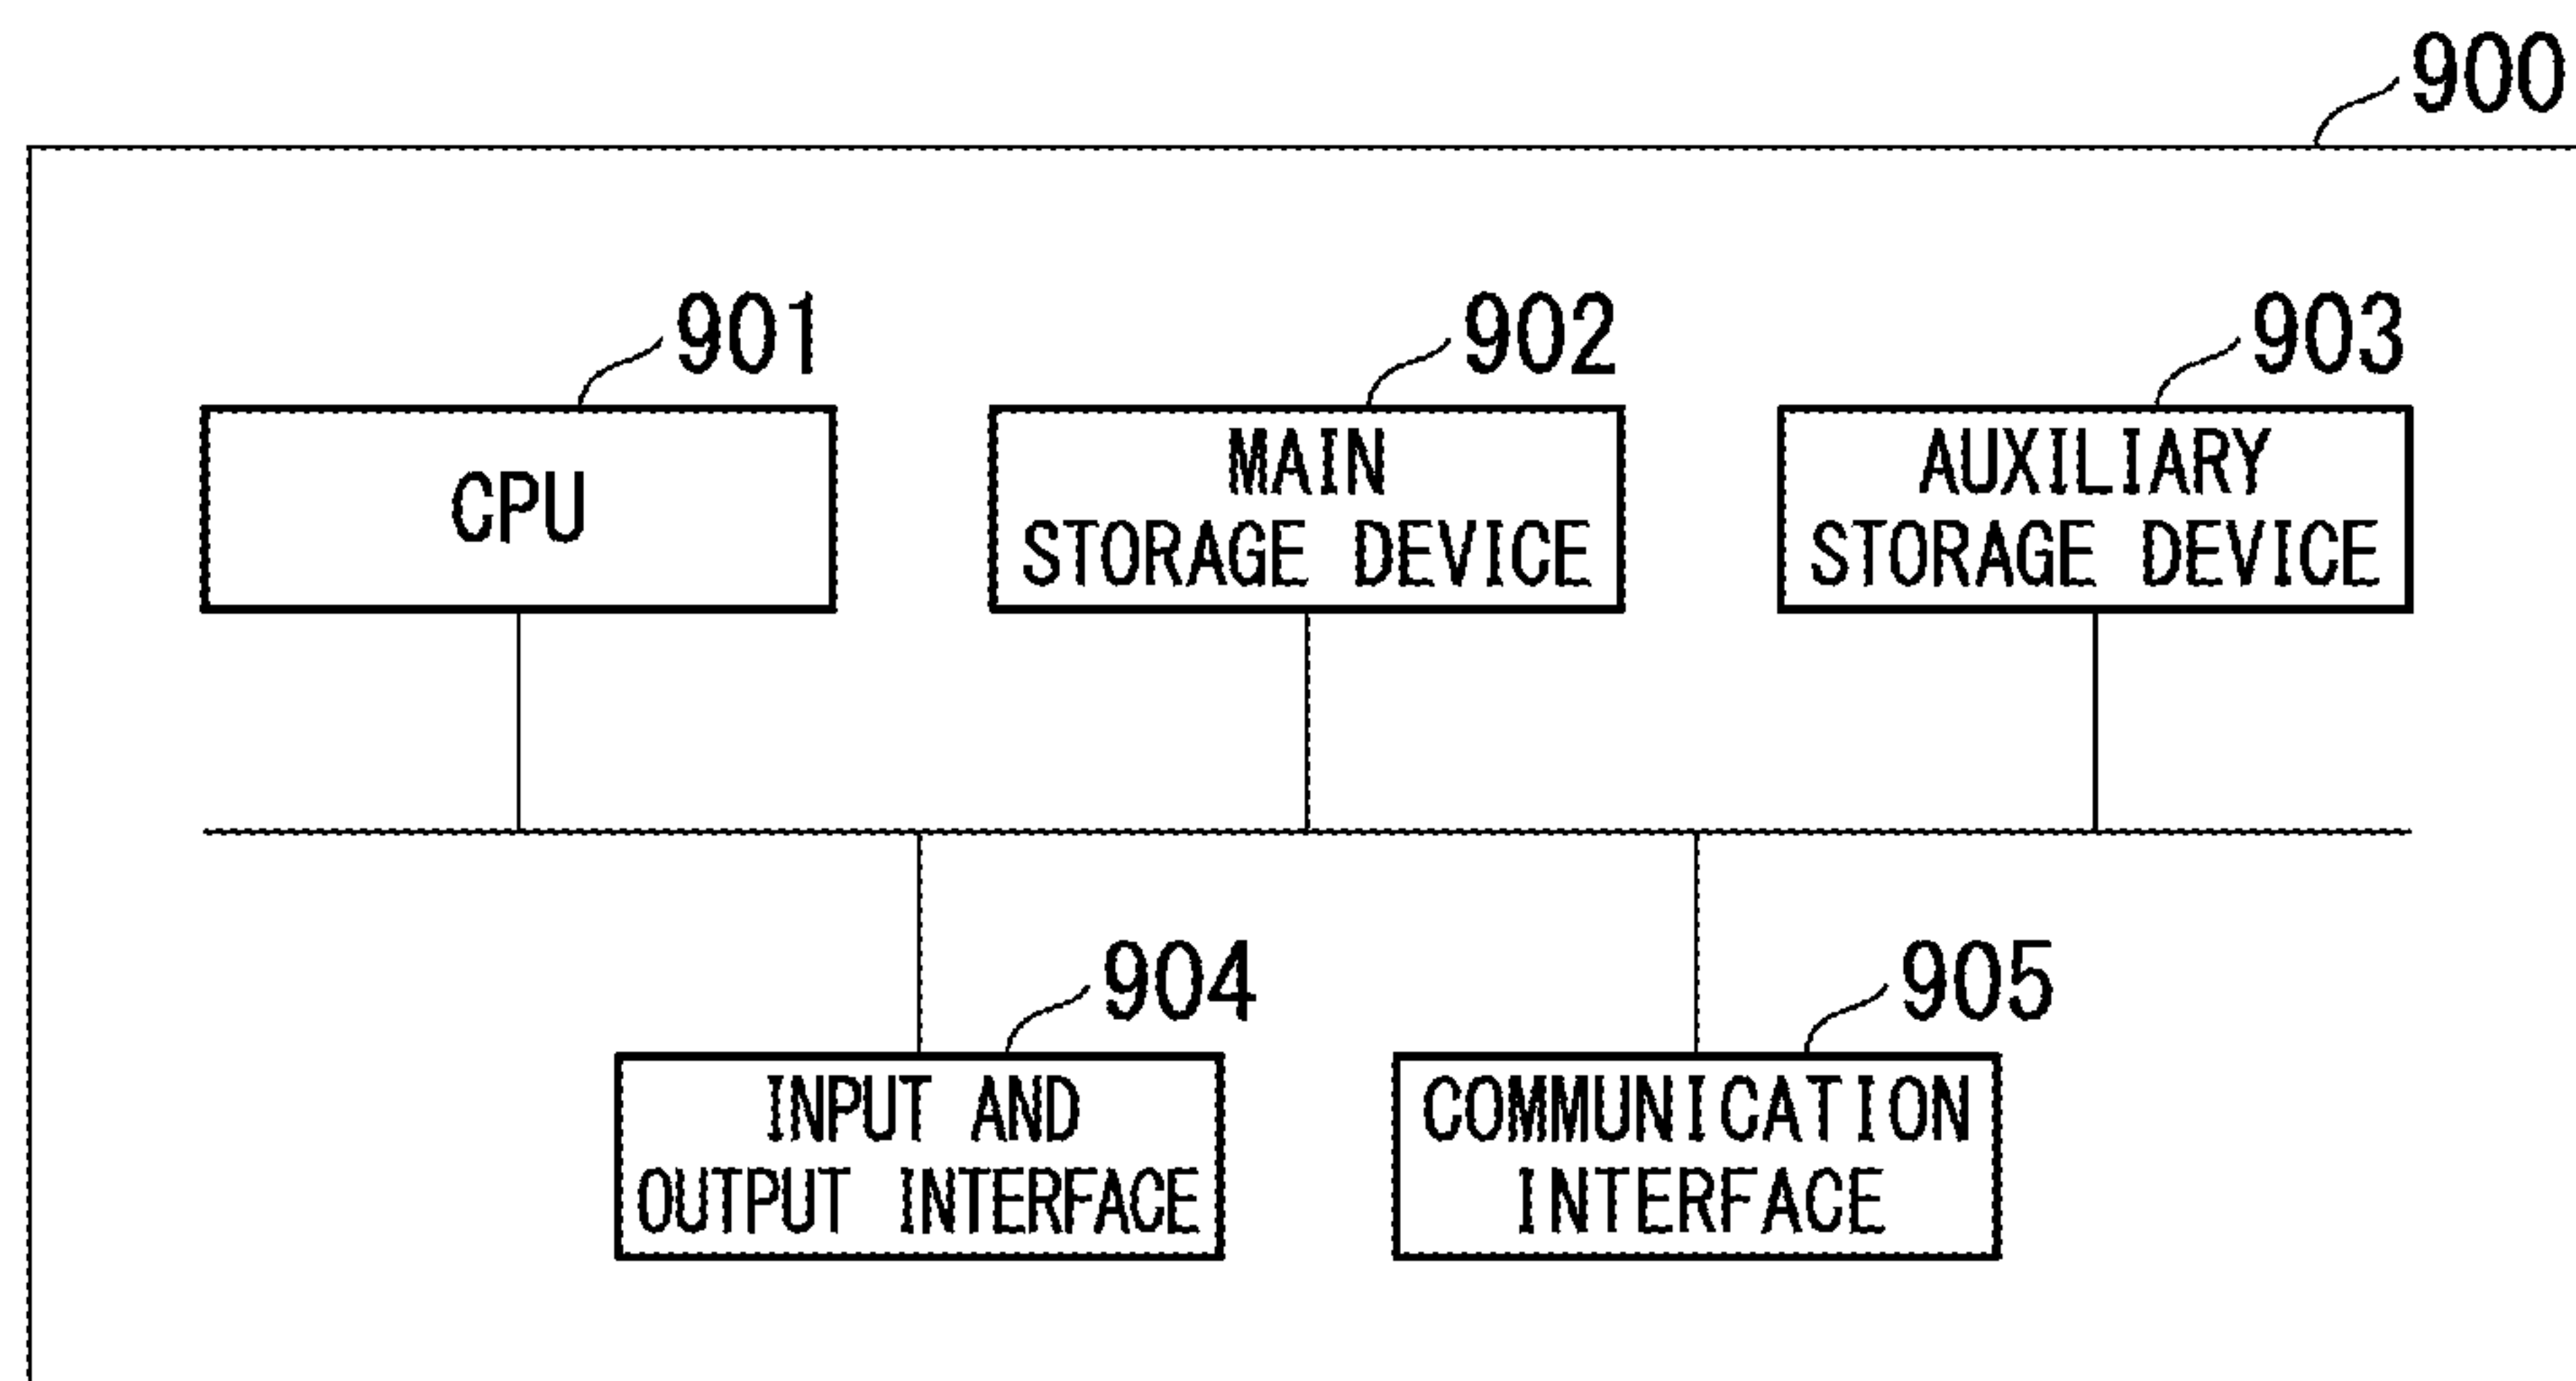 900
901
902
903
CPU
MAIN
STORAGE DEVICE
AUXILIARY
STORAGE DEVICE
904
905
INPUT AND
OUTPUT INTERFACE
COMMUNICATION
INTERFACE